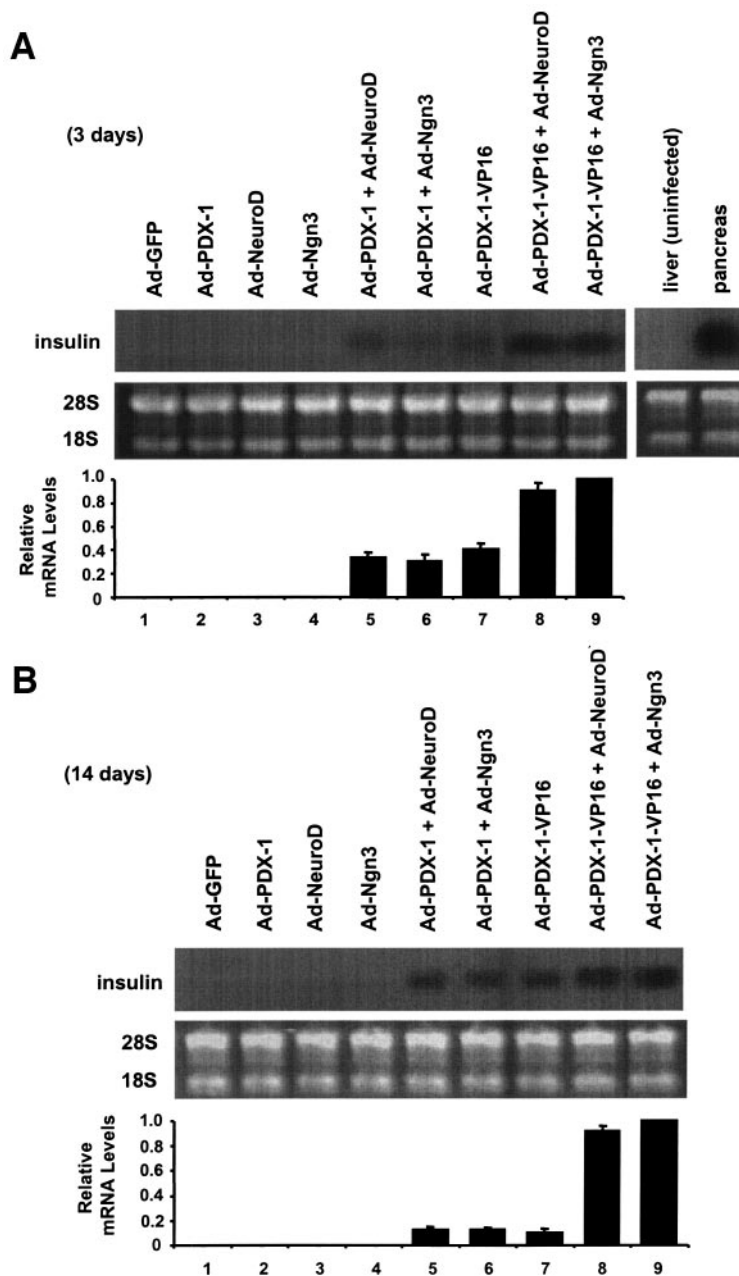 A
(3 days)
Ad-GFP
Ad-PDX-1
Ad-NeuroD
Ad-Ngn3
Ad-PDX-1 + Ad-NeuroD
Ad-PDX-1 + Ad-Ngn3
Ad-PDX-1-VP16
Ad-PDX-1-VP16 + Ad-NeuroD
Ad-PDX-1-VP16 + Ad-Ngn3
liver (uninfected)
pancreas
insulin
28S
18S
Relative
mRNA Levels
1.0
0.8
0.6
0.4
0.2
0
1 2 3 4 5 6 7 8 9
B
(14 days)
Ad-GFP
Ad-PDX-1
Ad-NeuroD
Ad-Ngn3
Ad-PDX-1 + Ad-NeuroD
Ad-PDX-1 + Ad-Ngn3
Ad-PDX-1-VP16
Ad-PDX-1-VP16 + Ad-NeuroD
Ad-PDX-1-VP16 + Ad-Ngn3
insulin
28S
18S
Relative
mRNA Levels
1.0
0.8
0.6
0.4
0.2
0
1 2 3 4 5 6 7 8 9